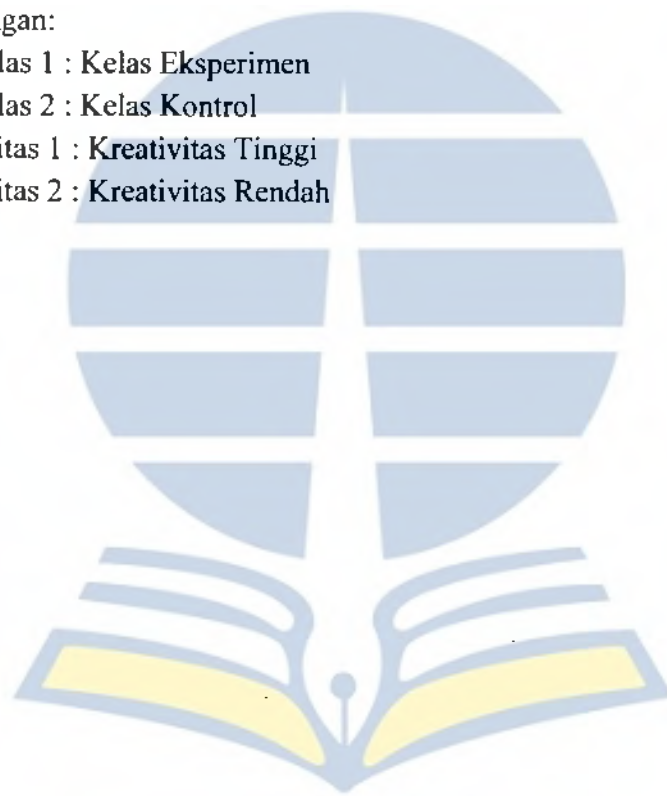 gan:
las 1 : Kelas Eksperimen
las 2 : Kelas Kontrol
itas 1 : Kreativitas Tinggi
itas 2 : Kreativitas Rendah